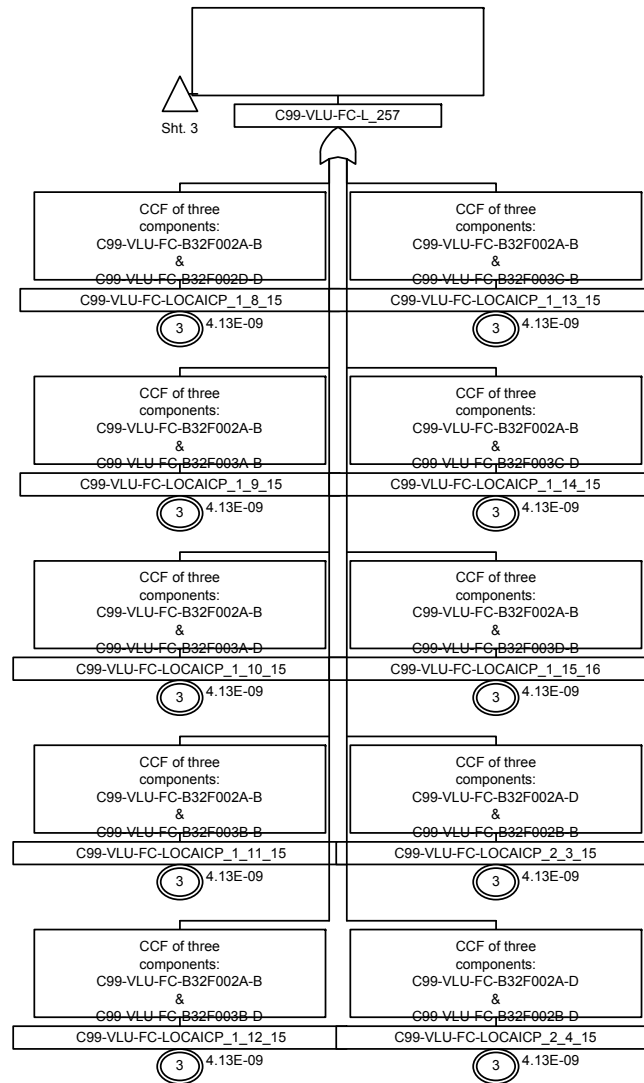 C99-VLU-FC-L_257
Sht. 3
CCF of three
components:
C99-VLU-FC-B32F002A-B
&
C99-VLU-FC-B32F002D-D
C99-VLU-FC-LOCAICP_1_8_15
3
4.13E-09
CCF of three
components:
C99-VLU-FC-B32F002A-B
&
C99-VLU-FC-B32F003C-B
C99-VLU-FC-LOCAICP_1_13_15
3
4.13E-09
CCF of three
components:
C99-VLU-FC-B32F002A-B
&
C99-VLU-FC-B32F003A-B
C99-VLU-FC-LOCAICP_1_9_15
3
4.13E-09
CCF of three
components:
C99-VLU-FC-B32F002A-B
&
C99-VLU-FC-B32F003C-D
C99-VLU-FC-LOCAICP_1_14_15
3
4.13E-09
CCF of three
components:
C99-VLU-FC-B32F002A-B
&
C99-VLU-FC-B32F003A-D
C99-VLU-FC-LOCAICP_1_10_15
3
4.13E-09
CCF of three
components:
C99-VLU-FC-B32F002A-B
&
C99-VLU-FC-B32F003D-B
C99-VLU-FC-LOCAICP_1_15_16
3
4.13E-09
CCF of three
components:
C99-VLU-FC-B32F002A-B
&
C99-VLU-FC-B32F003B-B
C99-VLU-FC-LOCAICP_1_11_15
3
4.13E-09
CCF of three
components:
C99-VLU-FC-B32F002A-D
&
C99-VLU-FC-B32F002B-B
C99-VLU-FC-LOCAICP_2_3_15
3
4.13E-09
CCF of three
components:
C99-VLU-FC-B32F002A-B
&
C99-VLU-FC-B32F003B-D
C99-VLU-FC-LOCAICP_1_12_15
3
4.13E-09
CCF of three
components:
C99-VLU-FC-B32F002A-D
&
C99-VLU-FC-B32F002B-D
C99-VLU-FC-LOCAICP_2_4_15
3
4.13E-09